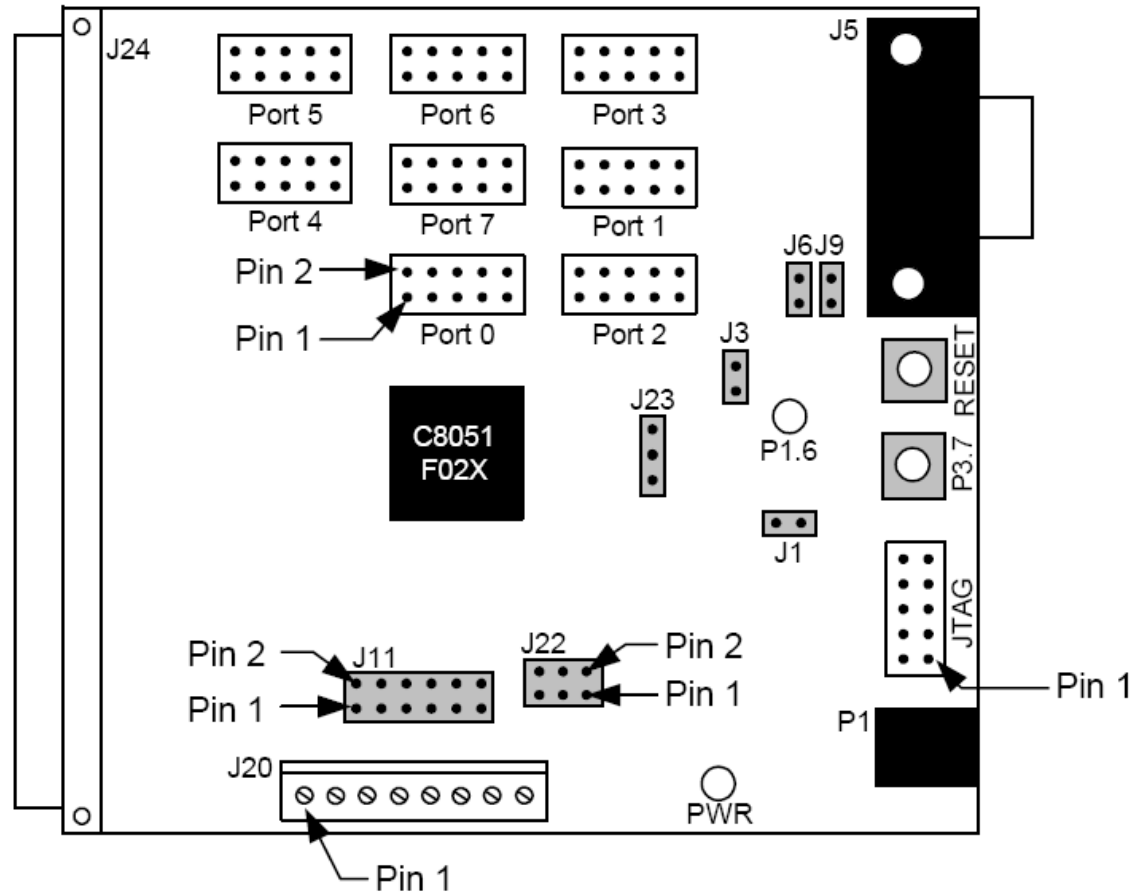 J24
J5
Port 5
Port 6
Port 3
Port 4
Port 7
Port 1
Pin 2
J6
J9
Pin 1
Port 0
Port 2
J3
RESET
J23
C8051
F02X
P1.6
P3.7
J1
JTAG
Pin 2
J11
J22
Pin 2
Pin 1
Pin 1
Pin 1
P1
J20
PWR
Pin 1